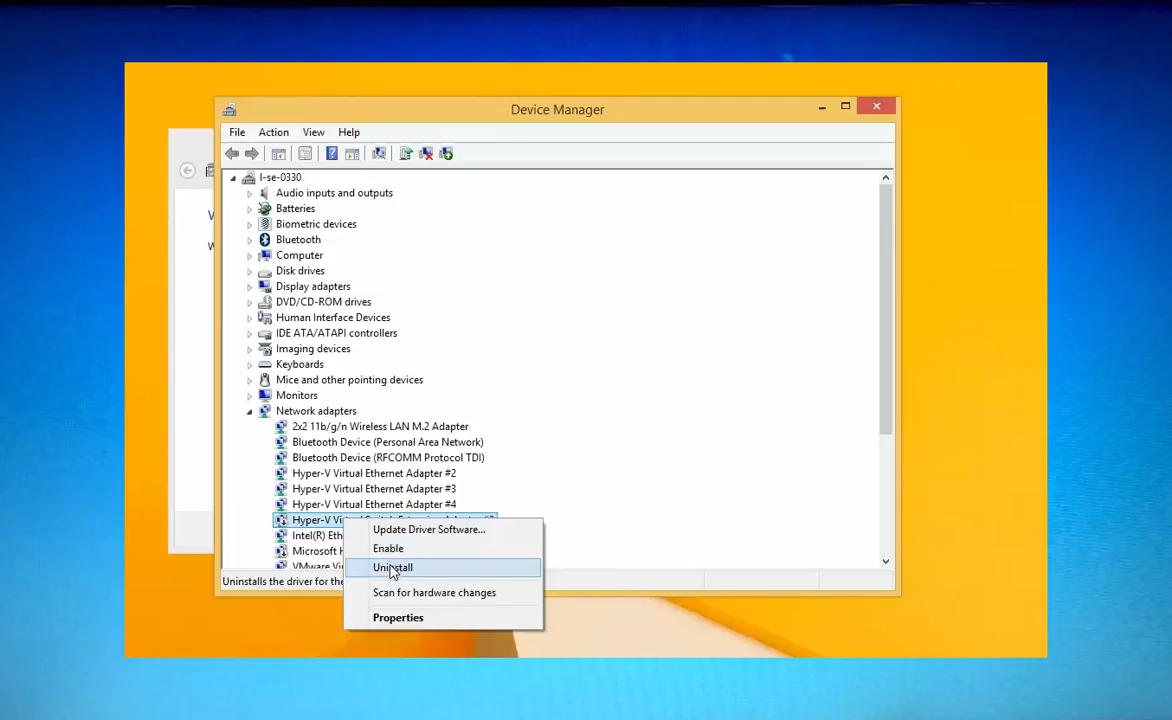 Device Manager
File Action View Help
l-se-0330
Audio inputs and outputs
Batteries
Biometric devices
Bluetooth
Computer
Disk drives
Display adapters
DVD/CD-ROM drives
Human Interface Devices
IDE ATA/ATAPI controllers
Imaging devices
Keyboards
Mice and other pointing devices
Monitors
Network adapters
2x2 11b/g/n Wireless LAN M.2 Adapter
Bluetooth Device (Personal Area Network)
Bluetooth Device (RFCOMM Protocol TDI)
Hyper-V Virtual Ethernet Adapter #2
Hyper-V Virtual Ethernet Adapter #3
Hyper-V Virtual Ethernet Adapter #4
Hyper-V
Intel(R)
Microsoft
Uninstalls the driver for the
Update Driver Software...
Enable
Uninstall
Scan for hardware changes
Properties